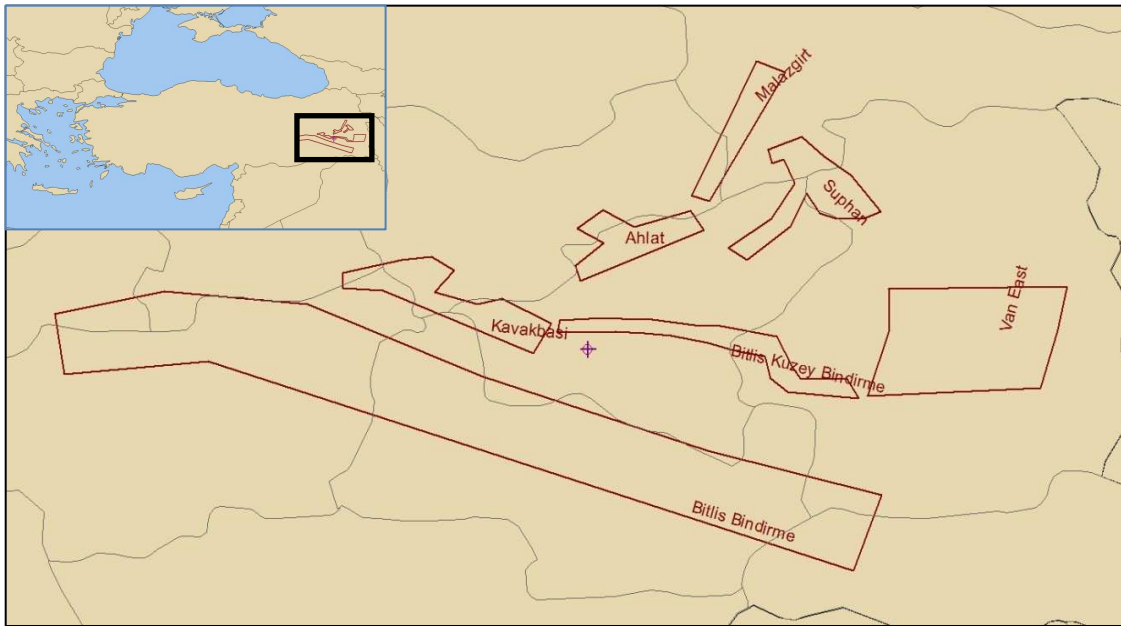 Malazgirt
Suphan
Ahlat
Van East
Kavakbasi
Bitlis Kuzey Bindirme
Bitlis Bindirme